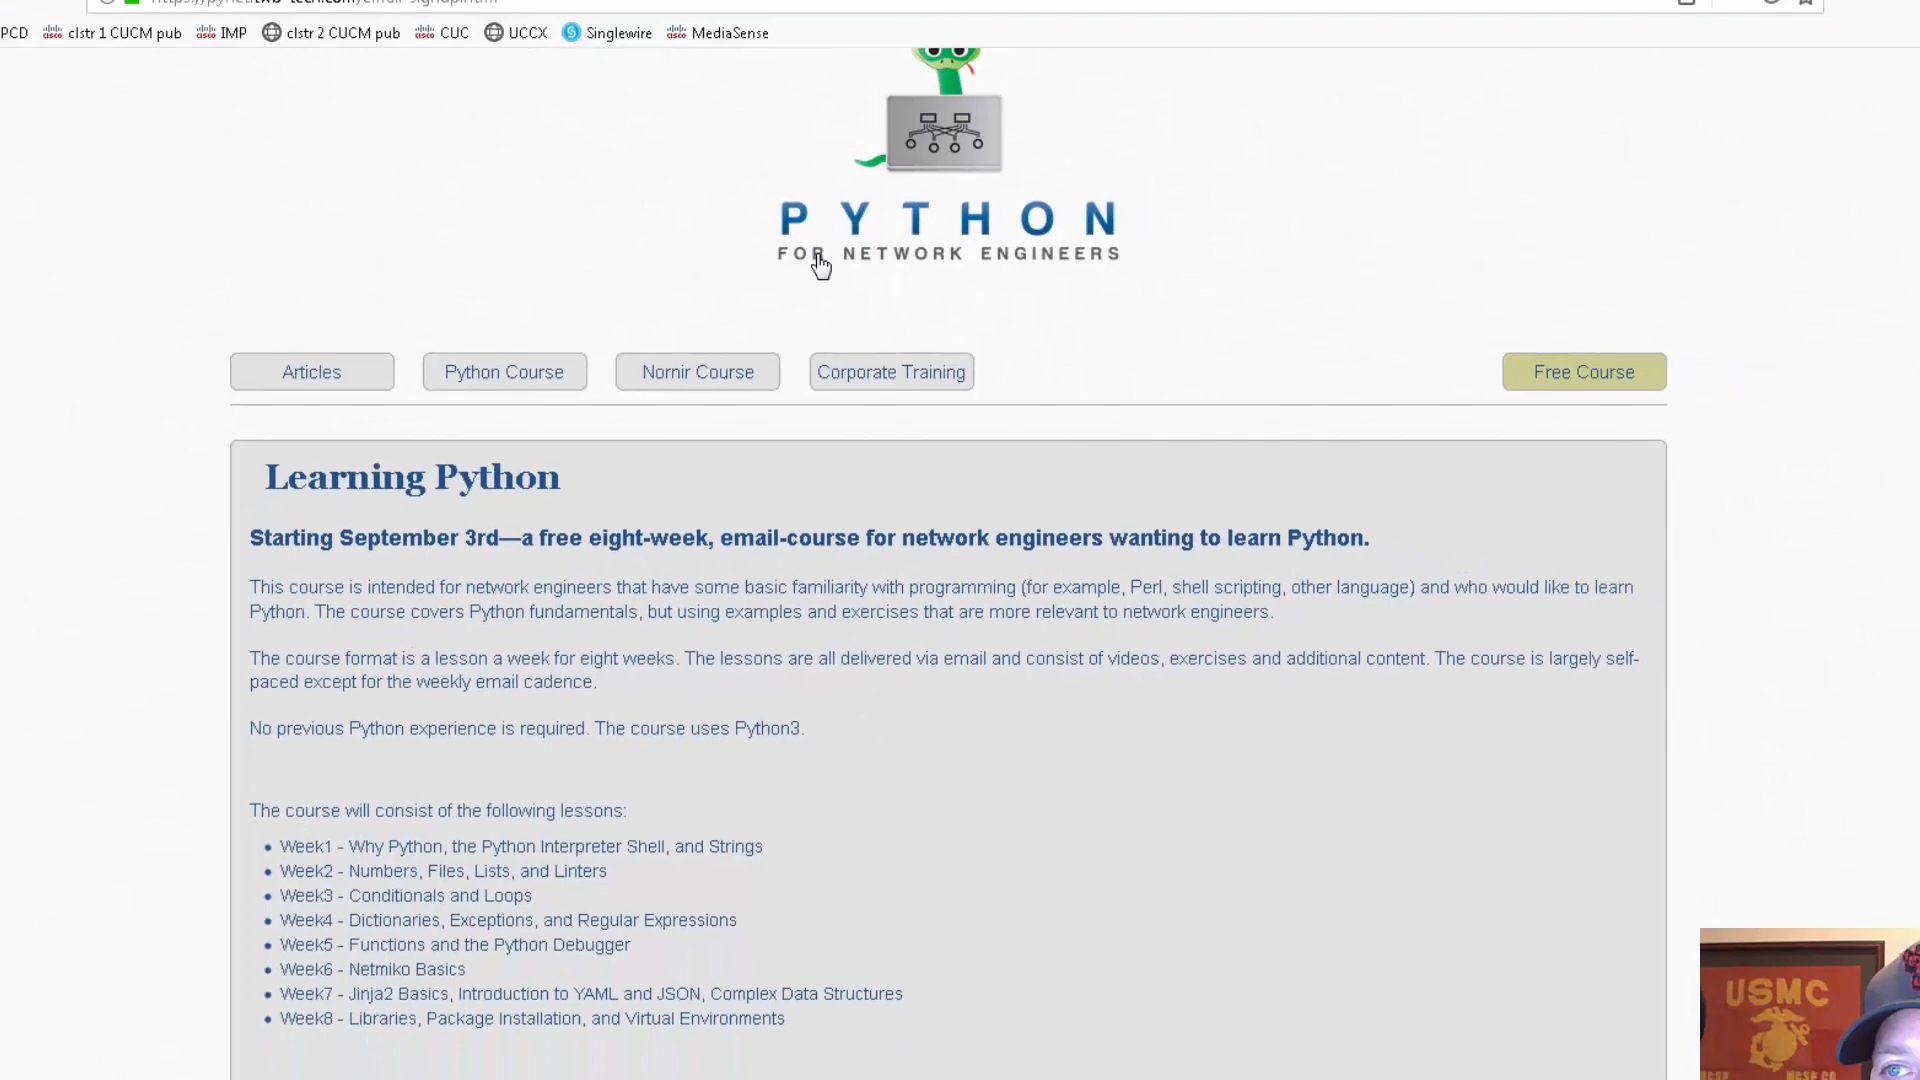 PCD clstr 1 CUCM pub IMP clstr 2 CUCM pub CUC UCCX Singlewire MediaSense
PYTHON
FOR NETWORK ENGINEERS
Articles Python Course Nornir Course Corporate Training Free Course
Learning Python
Starting September 3rd—a free eight-week, email-course for network engineers wanting to learn Python.
This course is intended for network engineers that have some basic familiarity with programming (for example, Perl, shell scripting, other language) and who would like to learn
Python. The course covers Python fundamentals, but using examples and exercises that are more relevant to network engineers.
The course format is a lesson a week for eight weeks. The lessons are all delivered via email and consist of videos, exercises and additional content. The course is largely self-
paced except for the weekly email cadence.
No previous Python experience is required. The course uses Python3.
The course will consist of the following lessons:
• Week1 - Why Python, the Python Interpreter Shell, and Strings
• Week2 - Numbers, Files, Lists, and Linters
• Week3 - Conditionals and Loops
• Week4 - Dictionaries, Exceptions, and Regular Expressions
• Week5 - Functions and the Python Debugger
• Week6 - Netmiko Basics
• Week7 - Jinja2 Basics, Introduction to YAML and JSON, Complex Data Structures
• Week8 - Libraries, Package Installation, and Virtual Environments
USMC